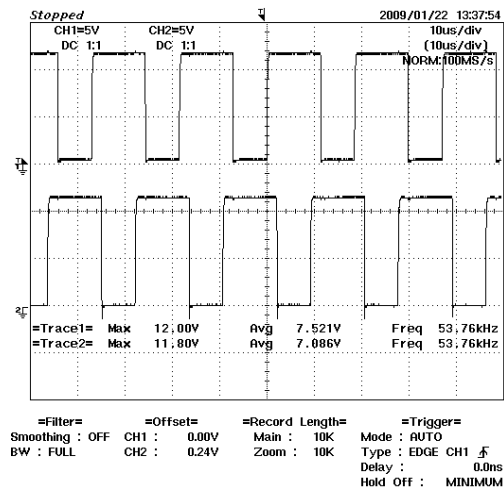 Stopped 2009/01/22 13:37:54
CH1=5V CH2=5V 10us/div
DC 1:1 DC 1:1 (10us/div)
NORM:100MS/s
=Trace1= Max 12.00V Avg 7.521V Freq 53.76kHz
=Trace2= Max 11.80V Avg 7.086V Freq 53.76kHz
=Filter= =Offset= =Record Length= =Trigger=
Smoothing : OFF CH1 : 0.00V Main : 10K Mode : AUTO
BW : FULL CH2 : 0.24V Zoom : 10K Type : EDGE CH1
Delay : 0.0ns
Hold Off : MINIMUM